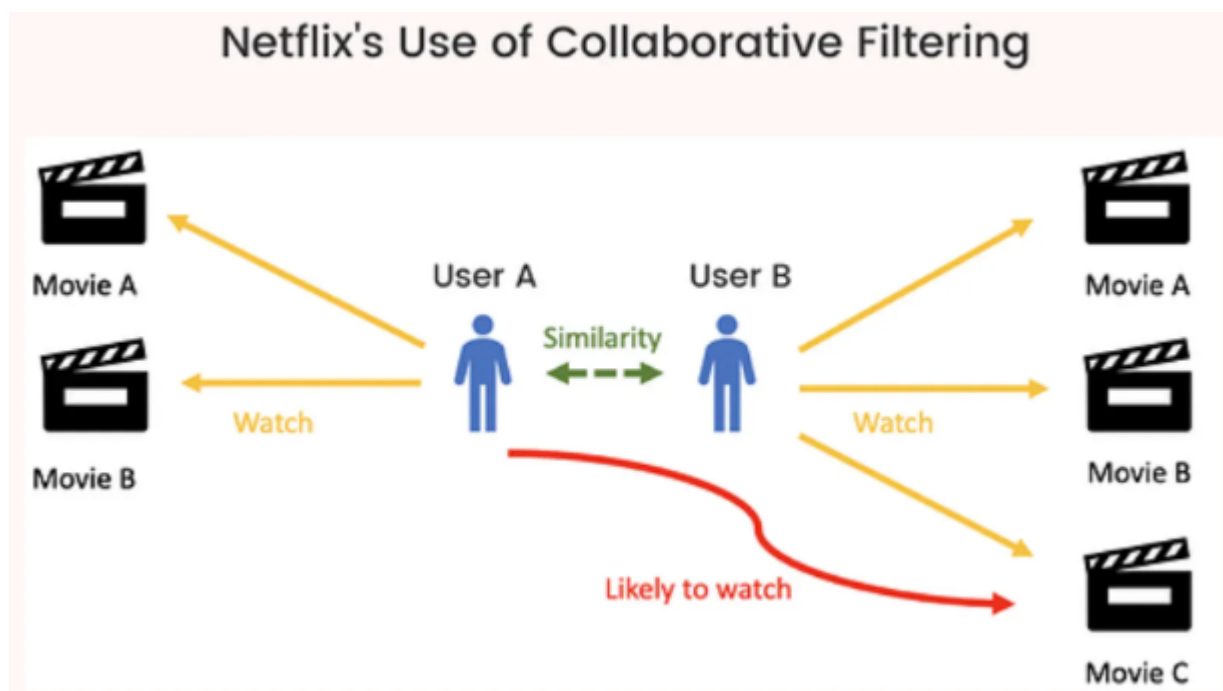 Netflix's Use of Collaborative Filtering
User A
User B
Movie A
Movie A
Similarity
Watch
Watch
Movie B
Movie B
Likely to watch
Movie C